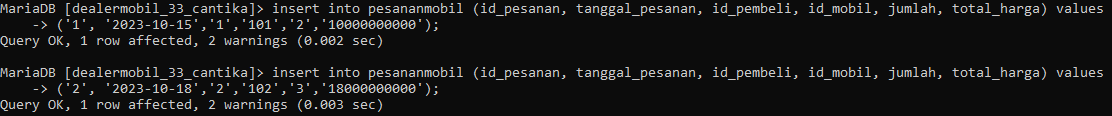 MariaDB [dealermobil_33_cantika]> insert into pesananmobil (id_pesanan, tanggal_pesanan, id_pembeli, id_mobil, jumlah, total_harga) values
    -> ('1', '2023-10-15','1','101','2','10000000000');
Query OK, 1 row affected, 2 warnings (0.002 sec)

MariaDB [dealermobil_33_cantika]> insert into pesananmobil (id_pesanan, tanggal_pesanan, id_pembeli, id_mobil, jumlah, total_harga) values
    -> ('2', '2023-10-18','2','102','3','18000000000');
Query OK, 1 row affected, 2 warnings (0.003 sec)